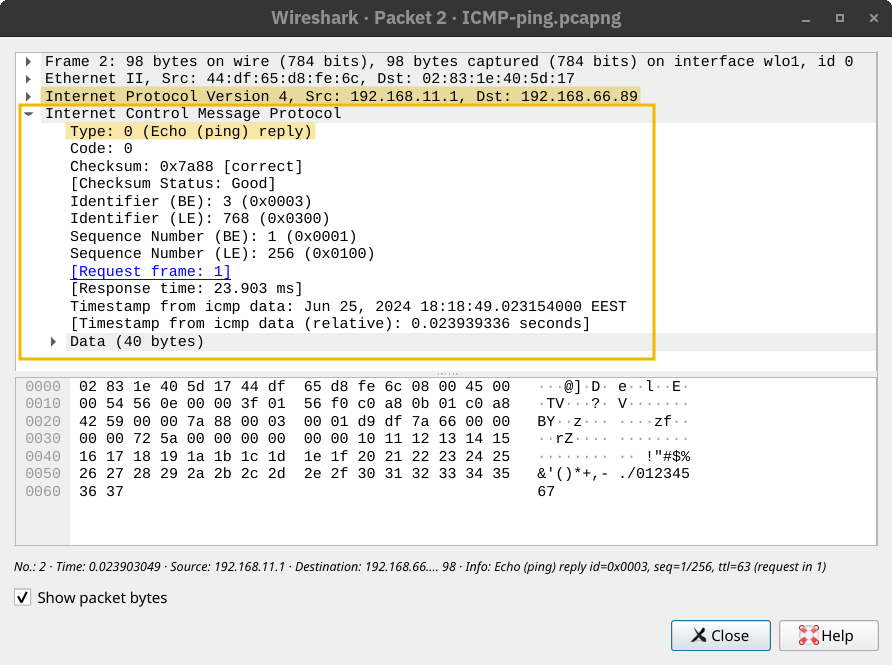 Wireshark · Packet 2 · ICMP-ping.pcapng
Frame 2: 98 bytes on wire (784 bits), 98 bytes captured (784 bits) on interface wlo1, id 0
Ethernet II, Src: 44:df:65:d8:fe:6c, Dst: 02:83:1e:40:5d:17
Internet Protocol Version 4, Src: 192.168.11.1, Dst: 192.168.66.89
Internet Control Message Protocol
Type: 0 (Echo (ping) reply)
Code: 0
Checksum: 0x7a88 [correct]
[Checksum Status: Good]
Identifier (BE): 3 (0x0003)
Identifier (LE): 768 (0x0300)
Sequence Number (BE): 1 (0x0001)
Sequence Number (LE): 256 (0x0100)
[Request frame: 1]
[Response time: 23.903 ms]
Timestamp from icmp data: Jun 25, 2024 18:18:49.023154000 EEST
[Timestamp from icmp data (relative): 0.023939336 seconds]
Data (40 bytes)
0000 02 83 1e 40 5d 17 44 df 65 d8 fe 6c 08 00 45 00 ···@]·D· e··l··E·
0010 00 54 56 0e 00 00 3f 01 56 f0 c0 a8 0b 01 c0 a8 ·TV···?· V·······
0020 42 59 00 00 7a 88 00 03 00 01 d9 df 7a 66 00 00 BY··z··· ····zf··
0030 00 00 72 5a 00 00 00 00 00 00 10 11 12 13 14 15 ··rZ···· ········
0040 16 17 18 19 1a 1b 1c 1d 1e 1f 20 21 22 23 24 25 ········ ·· !"#$%
0050 26 27 28 29 2a 2b 2c 2d 2e 2f 30 31 32 33 34 35 &'()*+,- ./012345
0060 36 37 67
No.: 2 · Time: 0.023903049 · Source: 192.168.11.1 · Destination: 192.168.66.... 98 · Info: Echo (ping) reply id=0x0003, seq=1/256, ttl=63 (request in 1)
Show packet bytes
Close
Help